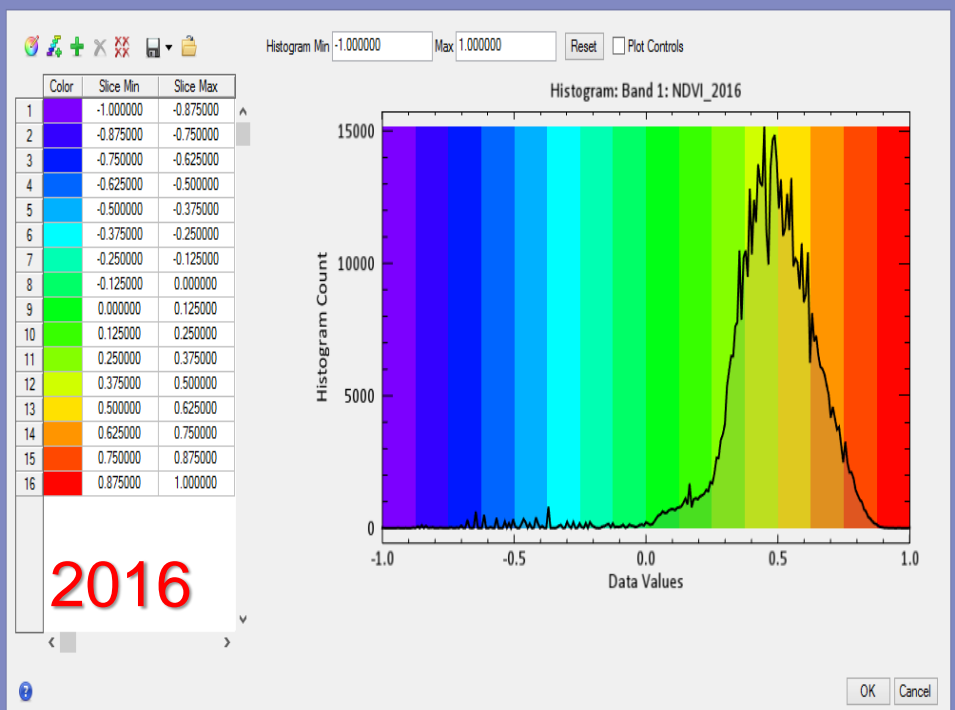 Histogram Min -1.000000 Max 1.000000 Reset Plot Controls
Color Slice Min Slice Max
1 -1.000000 -0.875000
2 -0.875000 -0.750000
3 -0.750000 -0.625000
4 -0.625000 -0.500000
5 -0.500000 -0.375000
6 -0.375000 -0.250000
7 -0.250000 -0.125000
8 -0.125000 0.000000
9 0.000000 0.125000
10 0.125000 0.250000
11 0.250000 0.375000
12 0.375000 0.500000
13 0.500000 0.625000
14 0.625000 0.750000
15 0.750000 0.875000
16 0.875000 1.000000
2016
Histogram: Band 1: NDVI_2016
Histogram Count
15000
10000
5000
0
-1.0 -0.5 0.0 0.5 1.0
Data Values
?
OK Cancel